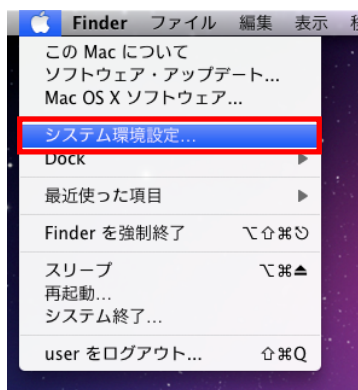 Finder ファイル 編集 表示
この Mac について
ソフトウェア・アップデート...
Mac OS X ソフトウェア...
システム環境設定...
Dock ▶
最近使った項目 ▶
Finder を強制終了 ⌥⇧⌘⎋
スリープ ⌥⌘⏏
再起動...
システム終了...
user をログアウト... ⇧⌘Q